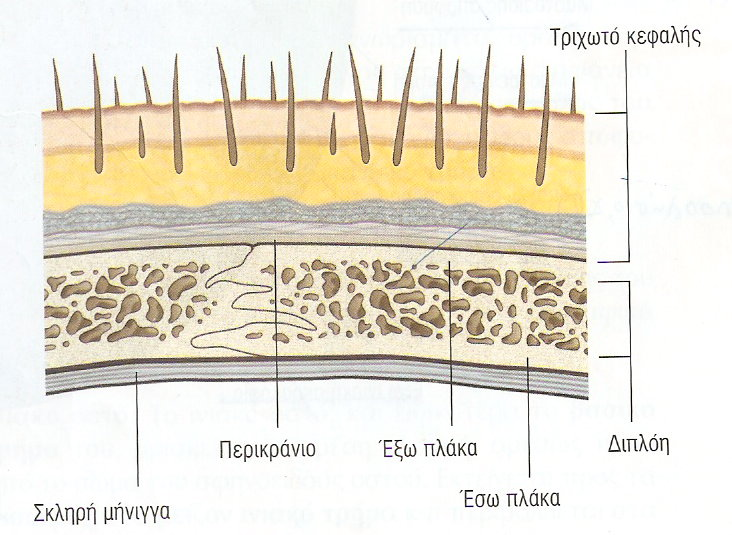 Τριχωτό κεφαλής
Περικράνιο
Έξω πλάκα
Διπλόη
Έσω πλάκα
Σκληρή μήνιγγα